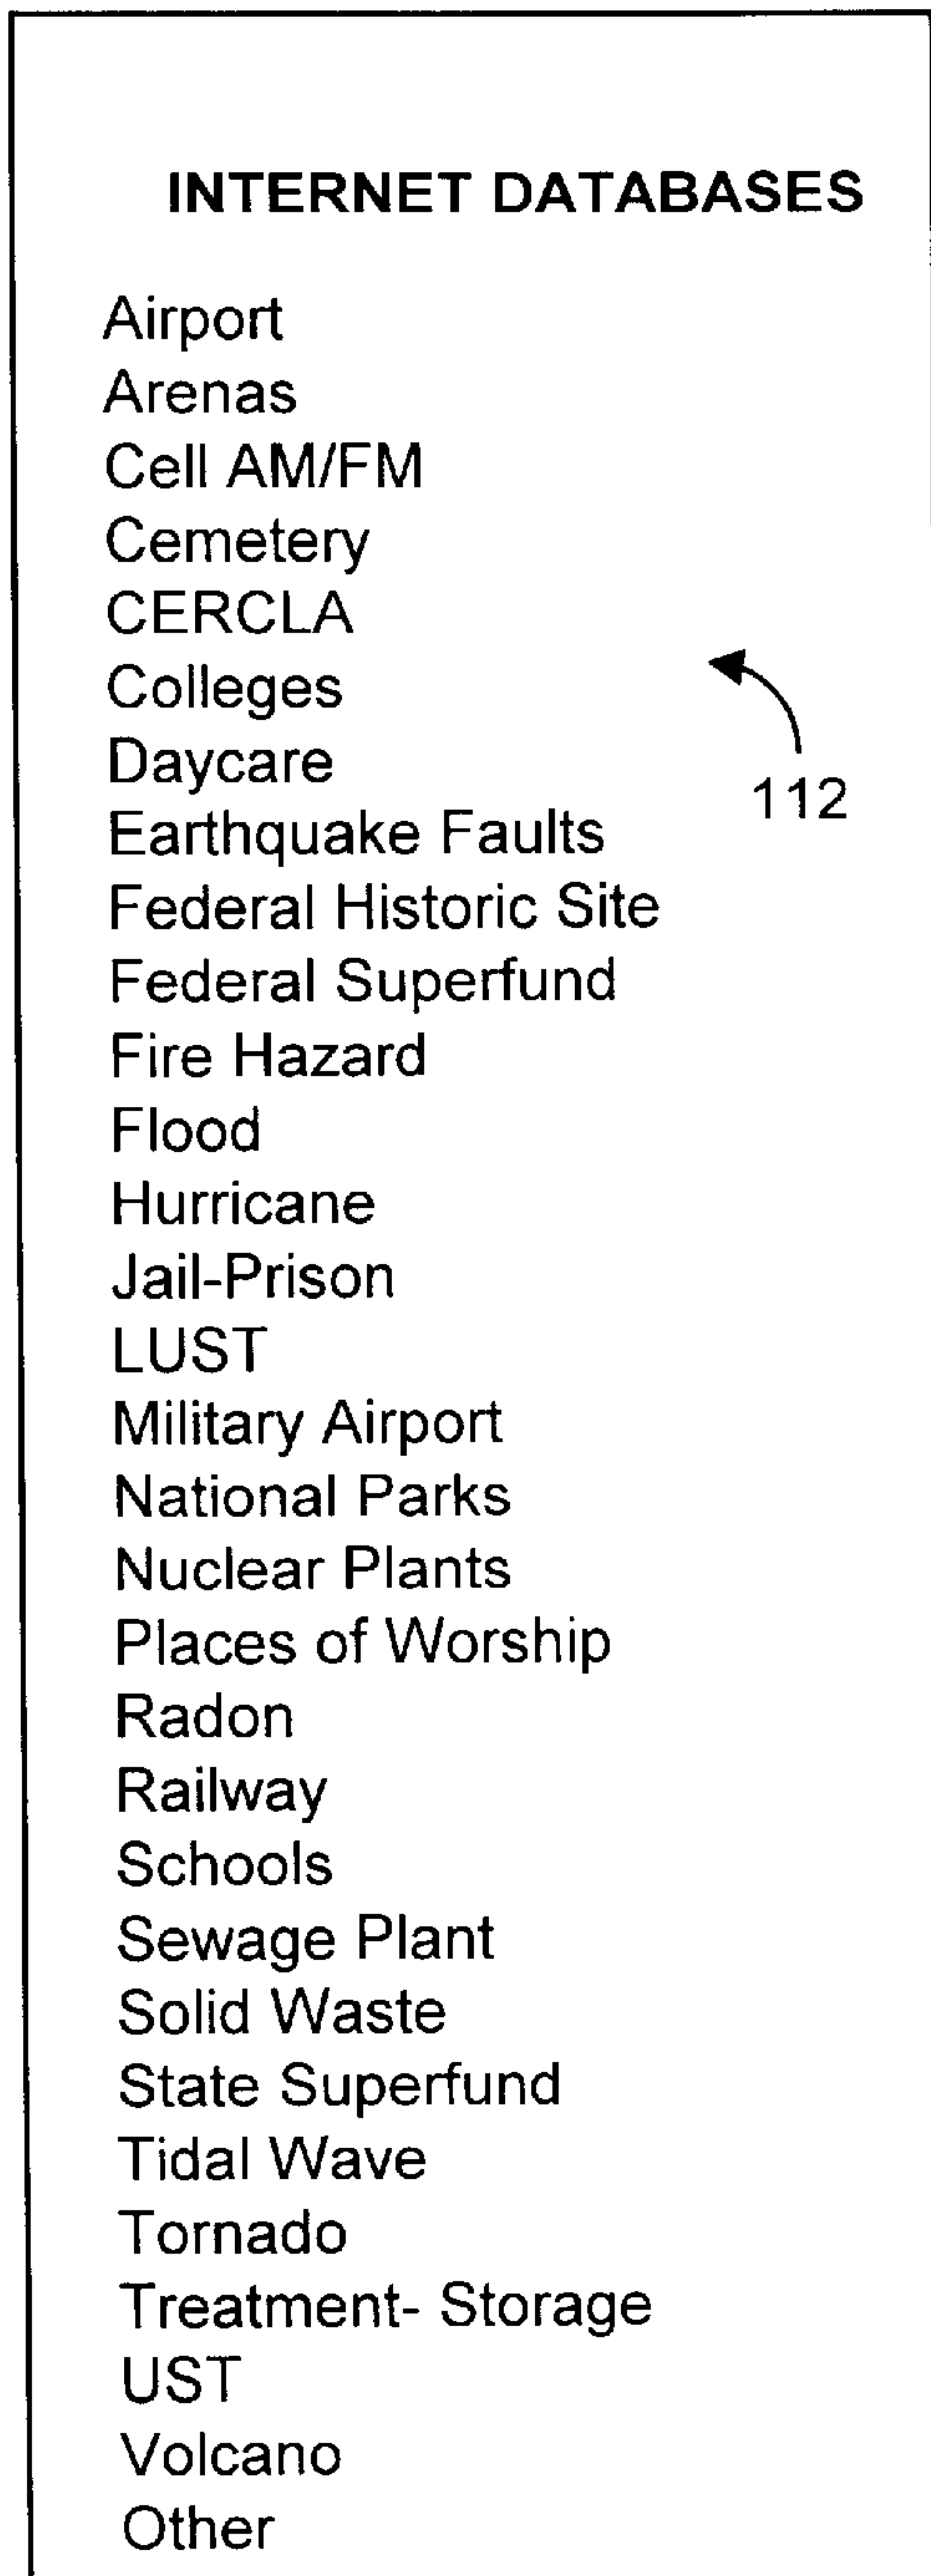 INTERNET DATABASES
Airport
Arenas
Cell AM/FM
Cemetery
CERCLA
Colleges
Daycare
112
Earthquake Faults
Federal Historic Site
Federal Superfund
Fire Hazard
Flood
Hurricane
Jail-Prison
LUST
Military Airport
National Parks
Nuclear Plants
Places of Worship
Radon
Railway
Schools
Sewage Plant
Solid Waste
State Superfund
Tidal Wave
Tornado
Treatment- Storage
UST
Volcano
Other